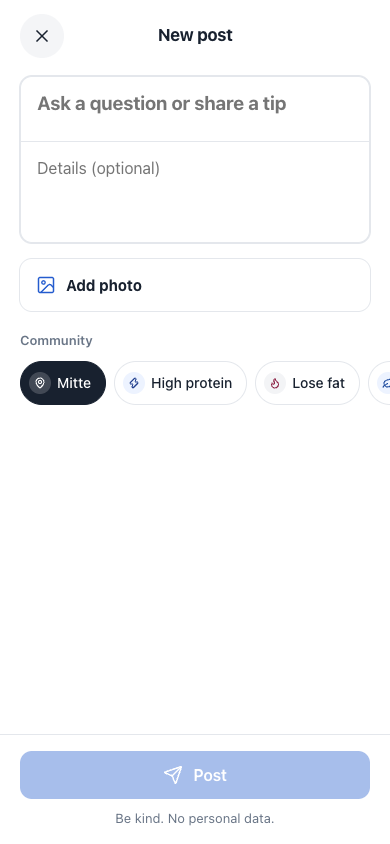 New post
Ask a question or share a tip
Details (optional)
Add photo
Community
Mitte
High protein
Lose fat
Post
Be kind. No personal data.